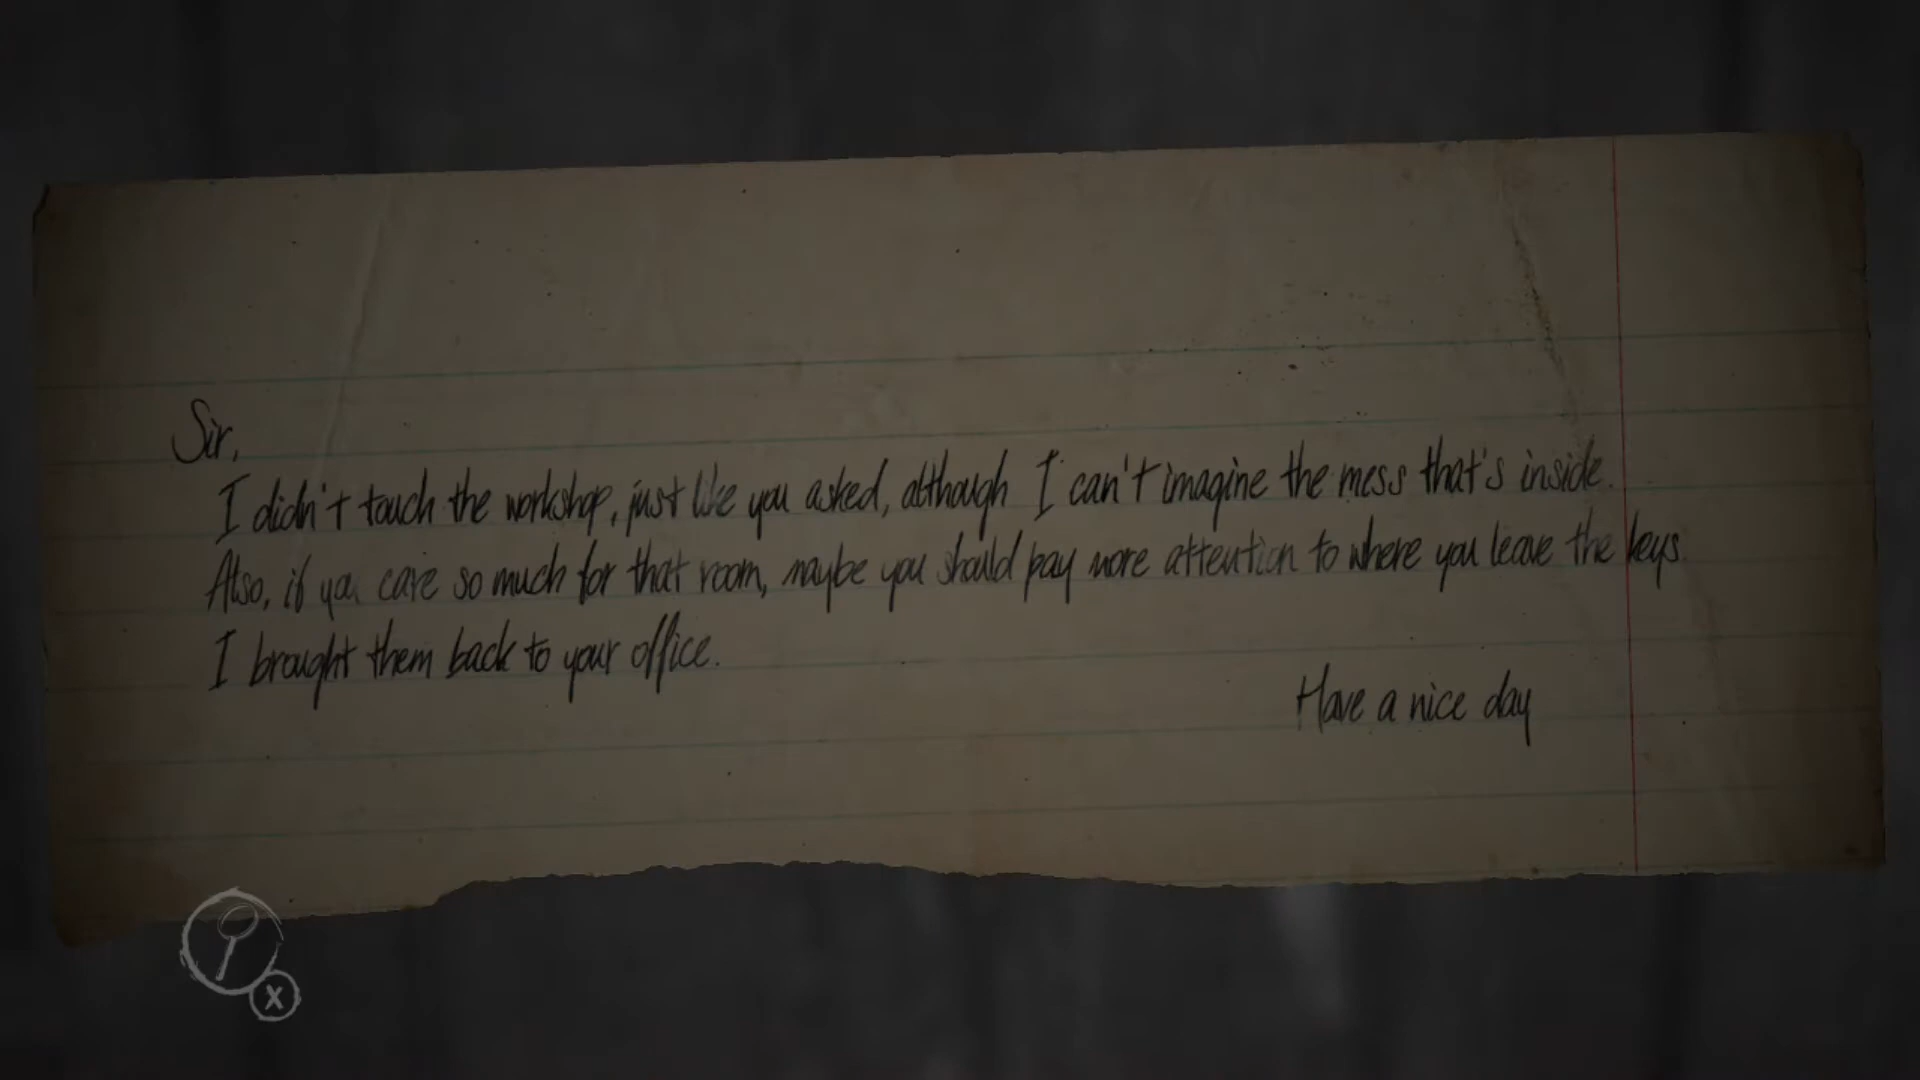 Sir,
I didn't touch the workshop, just like you asked, although I can't imagine the mess that's inside.
Also, if you care so much for that room, maybe you should pay more attention to where you leave the keys.
I brought them back to your office.
Have a nice day
X